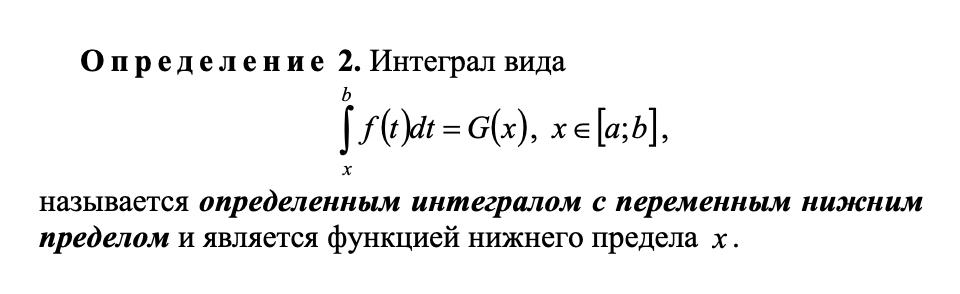 Определение 2. Интеграл вида
b
∫ f(t)dt = G(x), x ∈ [a;b],
x
называется определенным интегралом с переменным нижним
пределом и является функцией нижнего предела x.